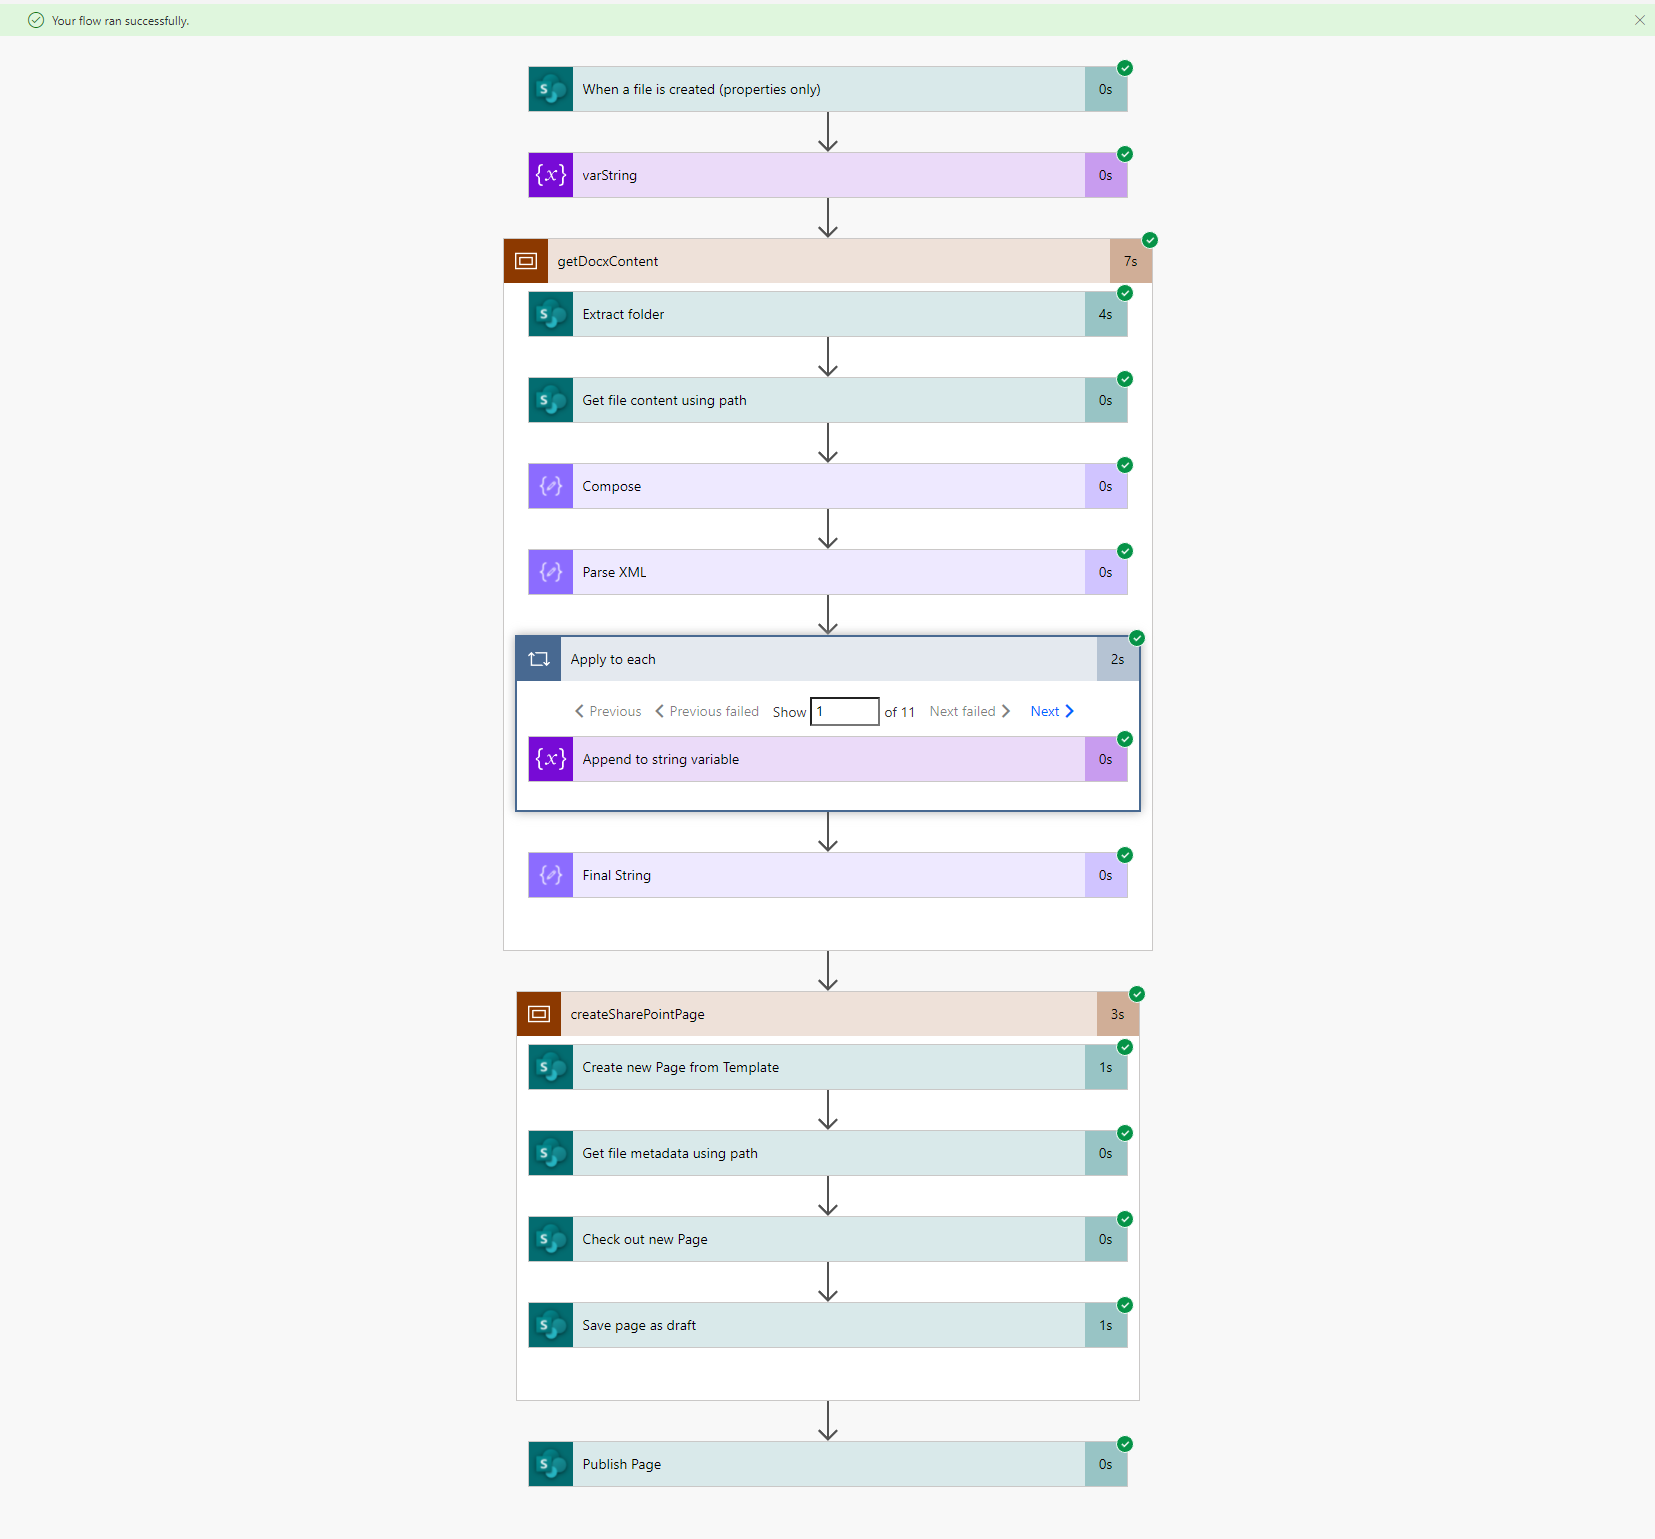 Your flow ran successfully.
When a file is created (properties only) 0s
{x} varString 0s
getDocxContent 7s
Extract folder 4s
Get file content using path 0s
Compose 0s
Parse XML 0s
Apply to each 2s
Previous Previous failed Show 1 of 11 Next failed Next
{x} Append to string variable 0s
Final String 0s
createSharePointPage 3s
Create new Page from Template 1s
Get file metadata using path 0s
Check out new Page 0s
Save page as draft 1s
Publish Page 0s